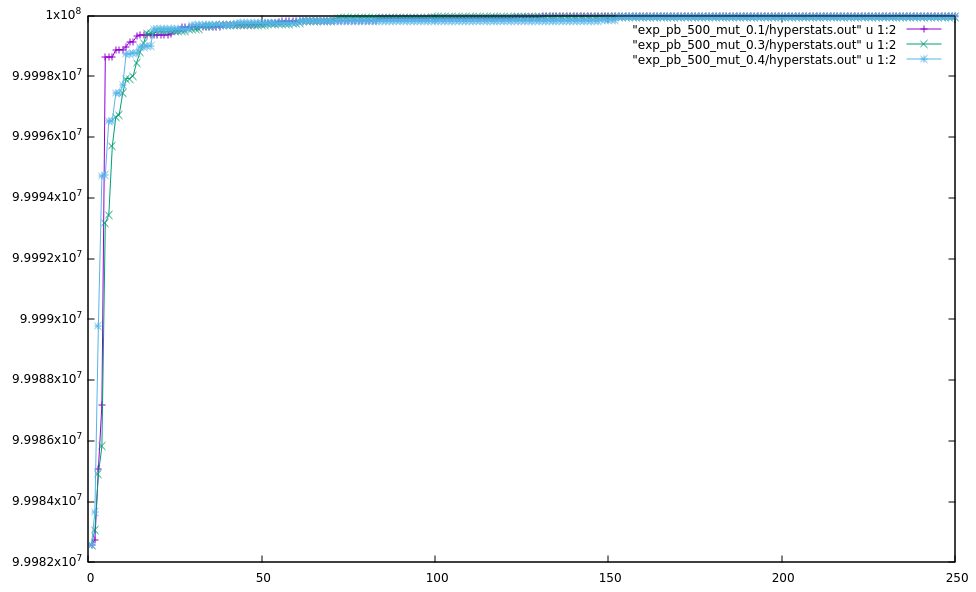 1x10^8
9.9998x10^7
9.9996x10^7
9.9994x10^7
9.9992x10^7
9.999x10^7
9.9988x10^7
9.9986x10^7
9.9984x10^7
9.9982x10^7
0 50 100 150 200 250
"exp_pb_500_mut_0.1/hyperstats.out" u 1:2
"exp_pb_500_mut_0.3/hyperstats.out" u 1:2
"exp_pb_500_mut_0.4/hyperstats.out" u 1:2